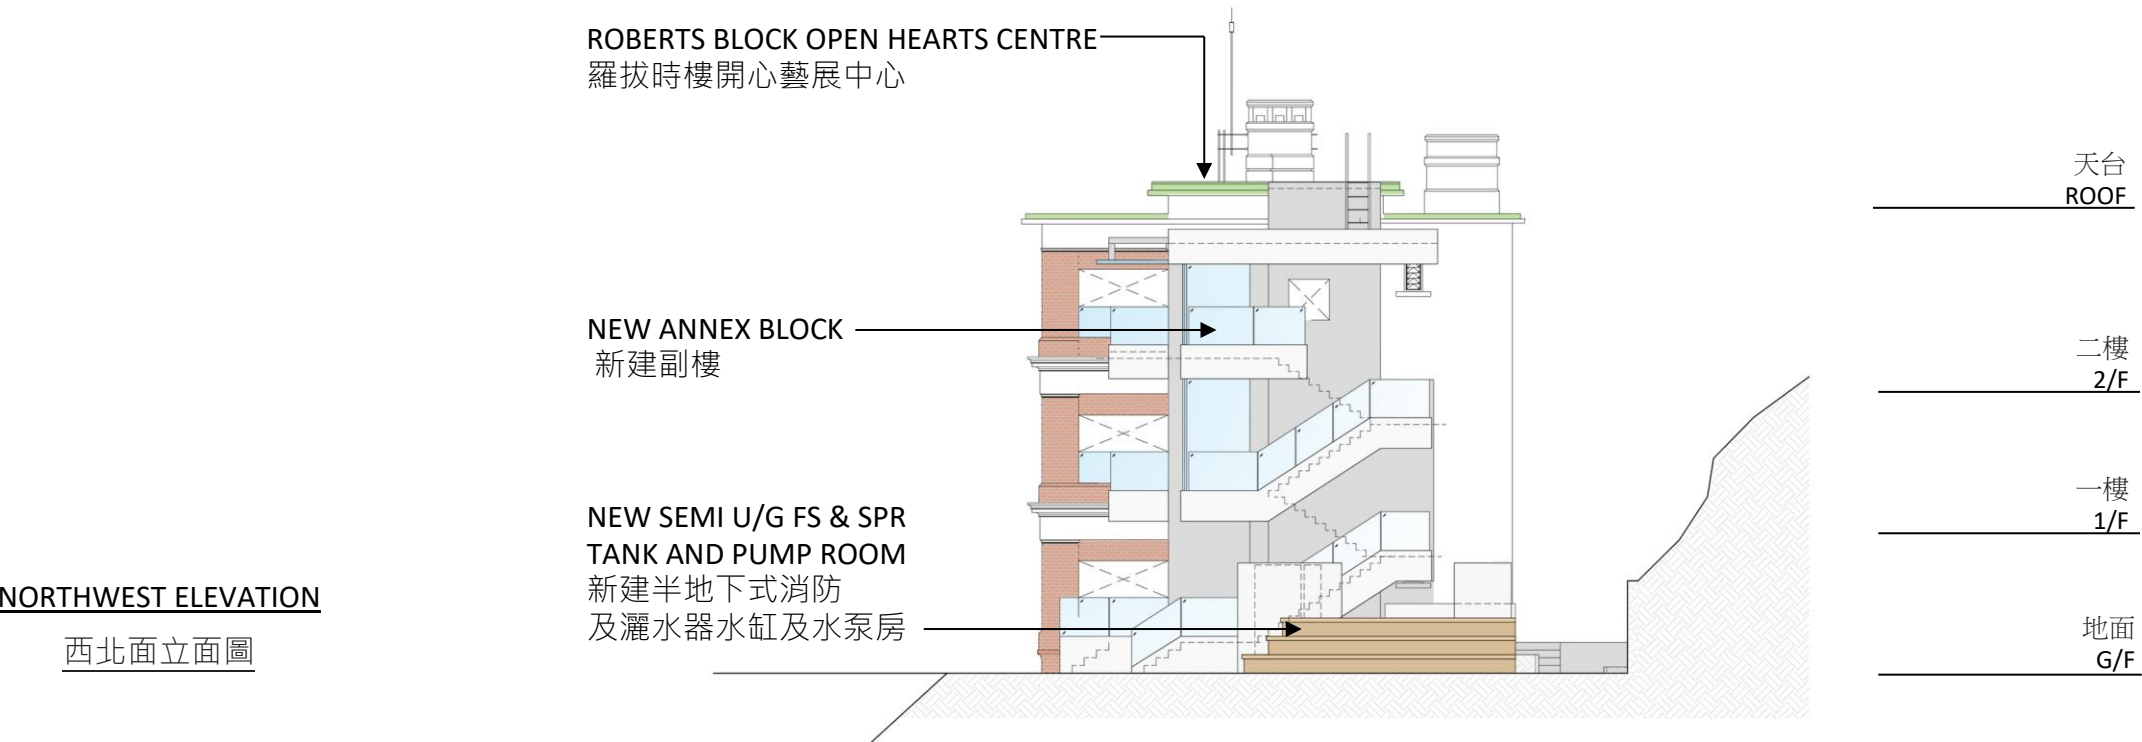 ROBERTS BLOCK OPEN HEARTS CENTRE
羅拔時樓開心藝展中心
天台
ROOF
NEW ANNEX BLOCK
新建副樓
二樓
2/F
一樓
1/F
NEW SEMI U/G FS & SPR
TANK AND PUMP ROOM
新建半地下式消防
及灑水器水缸及水泵房
NORTHWEST ELEVATION
西北面立面圖
地面
G/F